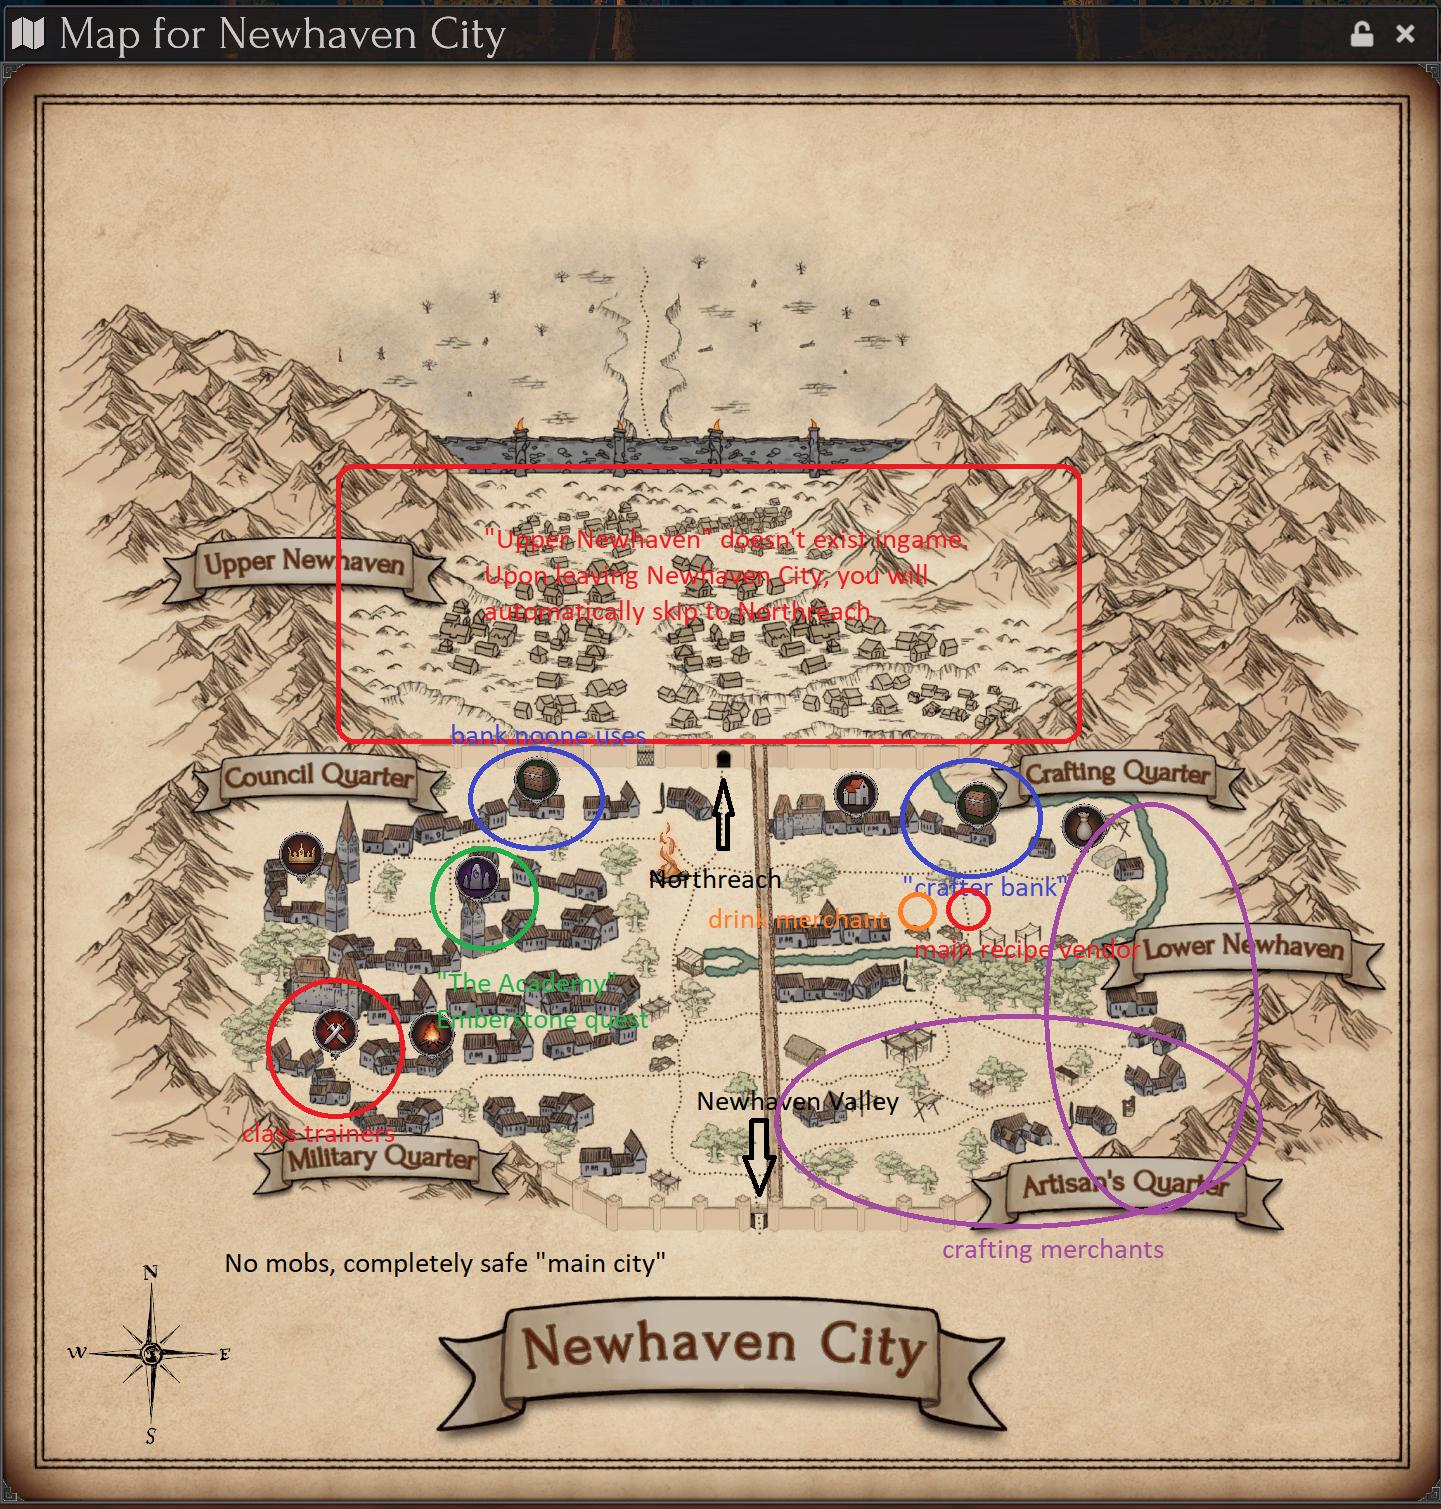 Map for Newhaven City
"Upper Newhaven" doesn't exist ingame.
Upon leaving Newhaven City, you will
automatically skip to Northreach.
Upper Newhaven
bank noone uses
Council Quarter
Crafting Quarter
Northreach
"crafter bank"
drink merchant
main recipe vendor
Lower Newhaven
"The Academy"
Emberstone quest
Newhaven Valley
class trainers
Military Quarter
Artisan's Quarter
crafting merchants
No mobs, completely safe "main city"
N
W
E
S
Newhaven City